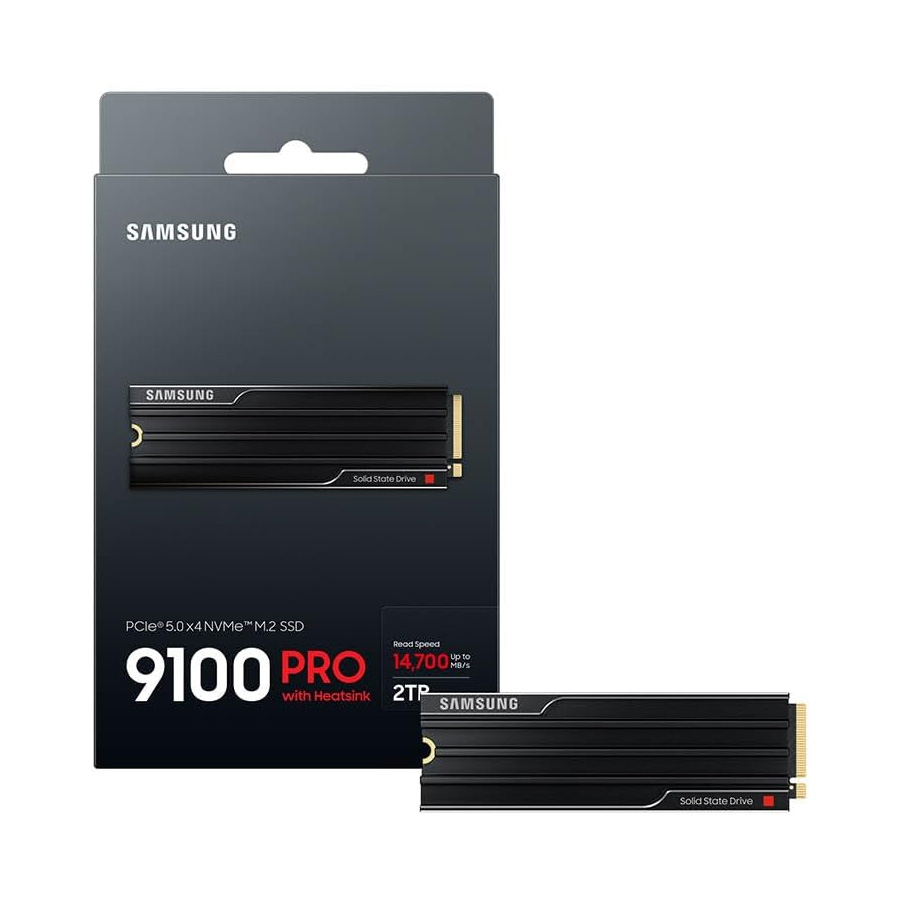 SAMSUNG
SAMSUNG
Solid State Drive
PCIe® 5.0 x4 NVMe™ M.2 SSD
9100 PRO
with Heatsink
Read Speed
14,700 Up to MB/s
2TB
SAMSUNG
Solid State Drive